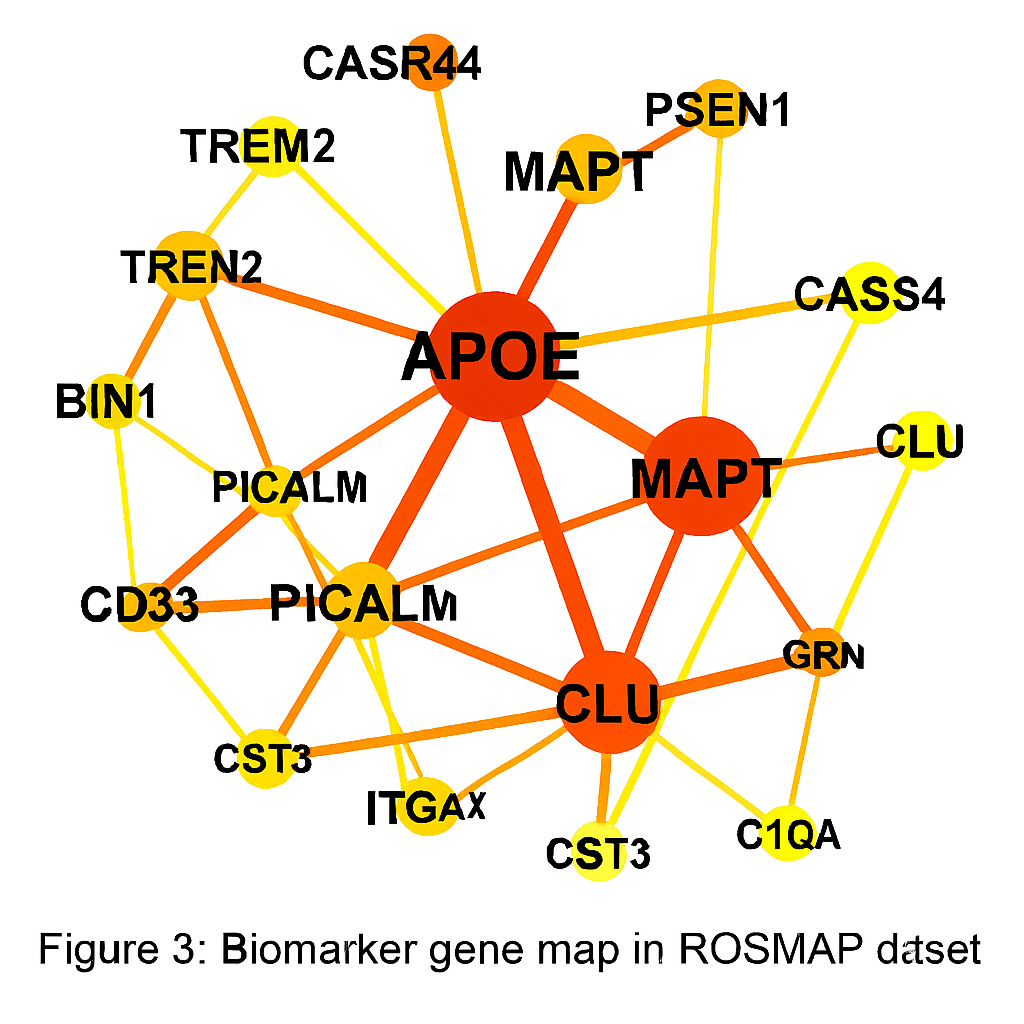 CASR44
PSEN1
TREM2
MAPT
TREN2
CASS4
APOE
BIN1
CLU
MAPT
PICALM
CD33
PICALM
GRN
CLU
CST3
ITGAX
C1QA
CST3
Figure 3: Biomarker gene map in ROSMAP datset